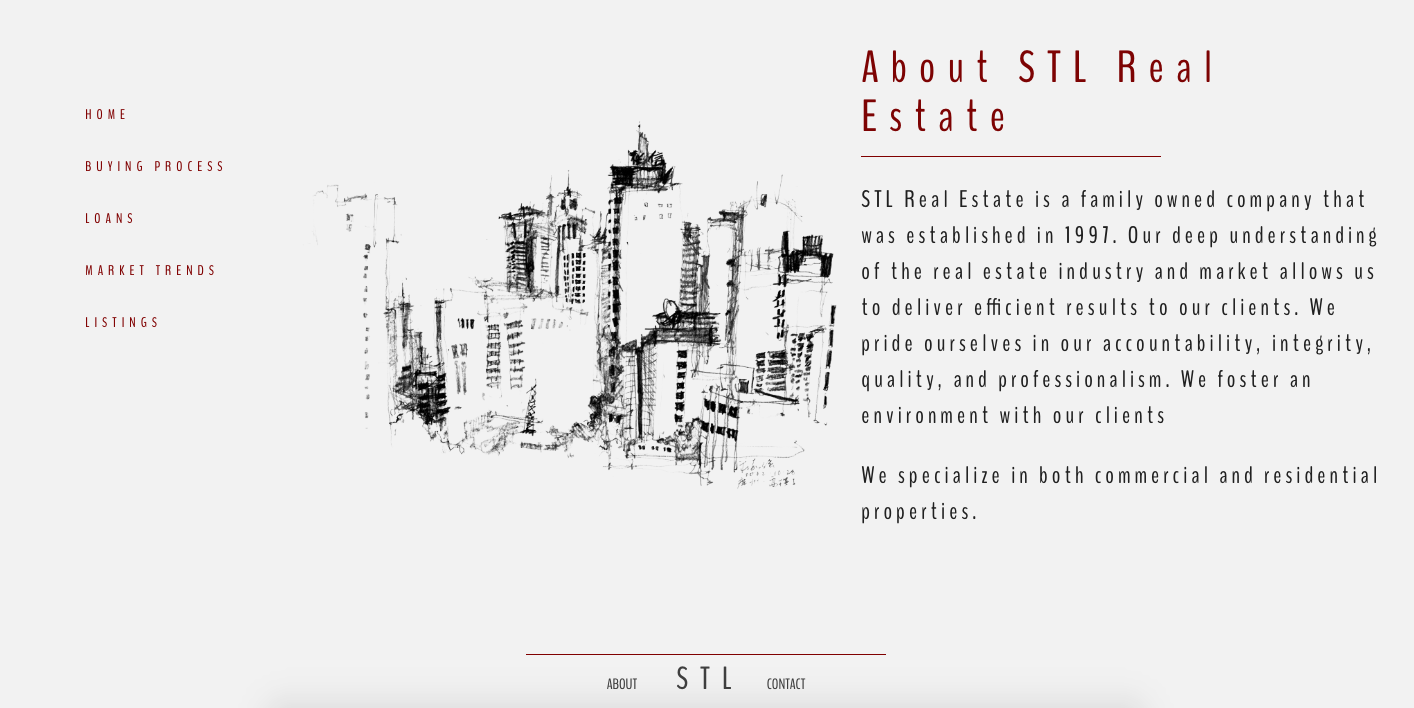 HOME
BUYING PROCESS
LOANS
MARKET TRENDS
LISTINGS
About STL Real
Estate
STL Real Estate is a family owned company that
was established in 1997. Our deep understanding
of the real estate industry and market allows us
to deliver efficient results to our clients. We
pride ourselves in our accountability, integrity,
quality, and professionalism. We foster an
environment with our clients
We specialize in both commercial and residential
properties.
ABOUT STL CONTACT